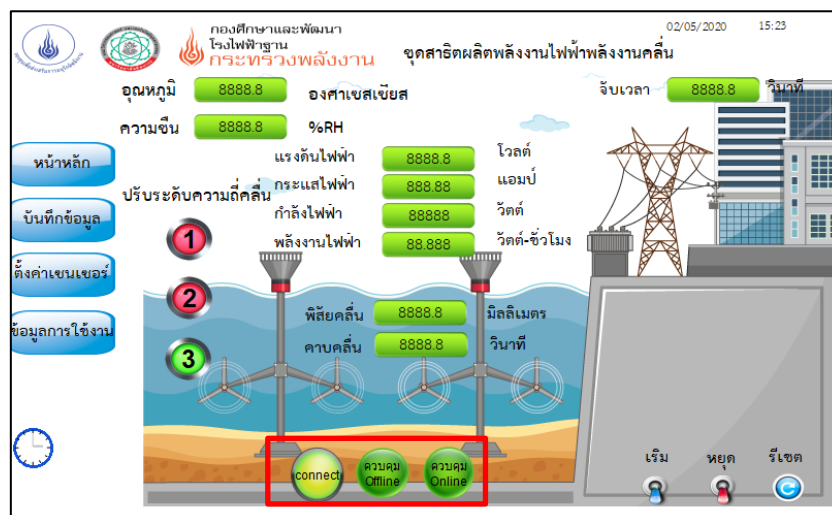 กองศึกษาและพัฒนา
โรงไฟฟ้าฐาน
กระทรวงพลังงาน
ชุดสาธิตผลิตพลังงานไฟฟ้าพลังงานคลื่น
02/05/2020 15:23
อุณหภูมิ 8888.8 องศาเซสเซียส
จับเวลา 8888.8 วินาที
ความชืน 8888.8 %RH
แรงดันไฟฟ้า 8888.8 โวลต์
กระแสไฟฟ้า 888.88 แอมป์
กำลังไฟฟ้า 88888 วัตต์
พลังงานไฟฟ้า 88.888 วัตต์-ชั่วโมง
หน้าหลัก
บันทึกข้อมูล
ตั้งค่าเซนเซอร์
ข้อมูลการใช้งาน
ปรับระดับความถี่คลื่น
1
2
3
พิสัยคลื่น 8888.8 มิลลิเมตร
คาบคลื่น 8888.8 วินาที
connect
ควบคุม
Offline
ควบคุม
Online
เริ่ม หยุด รีเซต